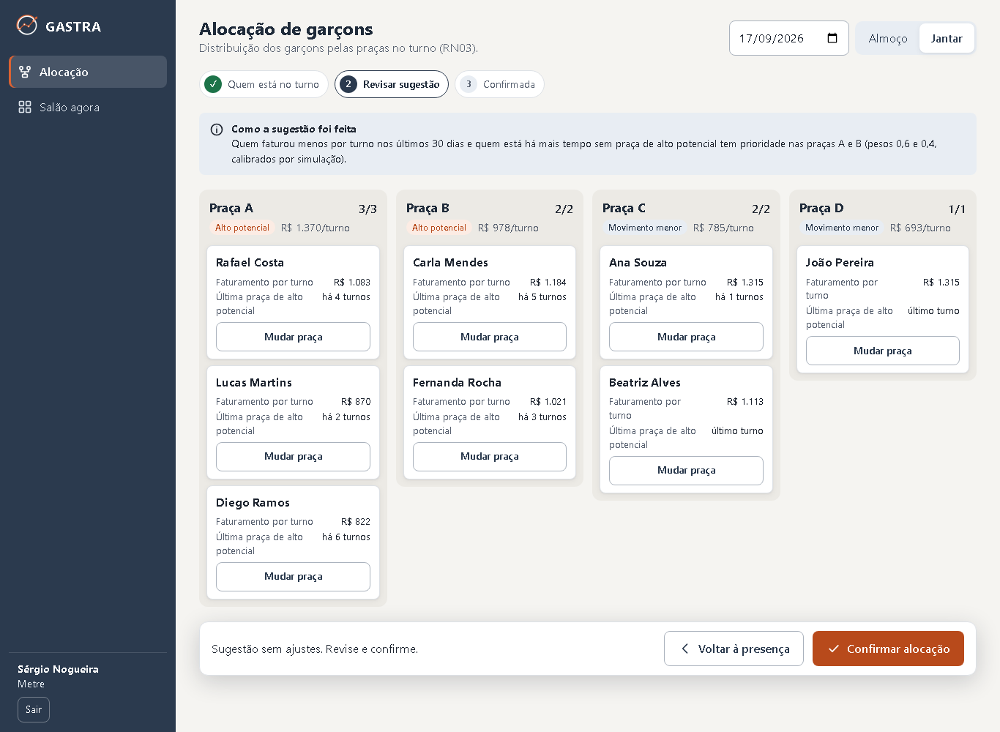 GASTRA
Alocação
Salão agora
Sérgio Nogueira
Metre
Sair
Alocação de garçons
Distribuição dos garçons pelas praças no turno (RN03).
17/09/2026
Almoço
Jantar
Quem está no turno
2 Revisar sugestão
3 Confirmada
Como a sugestão foi feita
Quem faturou menos por turno nos últimos 30 dias e quem está há mais tempo sem praça de alto potencial tem prioridade nas praças A e B (pesos 0,6 e 0,4,
calibrados por simulação).
Praça A 3/3
Alto potencial R$ 1.370/turno
Rafael Costa
Faturamento por turno R$ 1.083
Última praça de alto há 4 turnos
potencial
Mudar praça
Lucas Martins
Faturamento por turno R$ 870
Última praça de alto há 2 turnos
potencial
Mudar praça
Diego Ramos
Faturamento por turno R$ 822
Última praça de alto há 6 turnos
potencial
Mudar praça
Praça B 2/2
Alto potencial R$ 978/turno
Carla Mendes
Faturamento por turno R$ 1.184
Última praça de alto há 5 turnos
potencial
Mudar praça
Fernanda Rocha
Faturamento por turno R$ 1.021
Última praça de alto há 3 turnos
potencial
Mudar praça
Praça C 2/2
Movimento menor R$ 785/turno
Ana Souza
Faturamento por turno R$ 1.315
Última praça de alto há 1 turnos
potencial
Mudar praça
Beatriz Alves
Faturamento por R$ 1.113
turno
Última praça de alto último turno
potencial
Mudar praça
Praça D 1/1
Movimento menor R$ 693/turno
João Pereira
Faturamento por R$ 1.315
turno
Última praça de alto último turno
potencial
Mudar praça
Sugestão sem ajustes. Revise e confirme.
Voltar à presença
Confirmar alocação